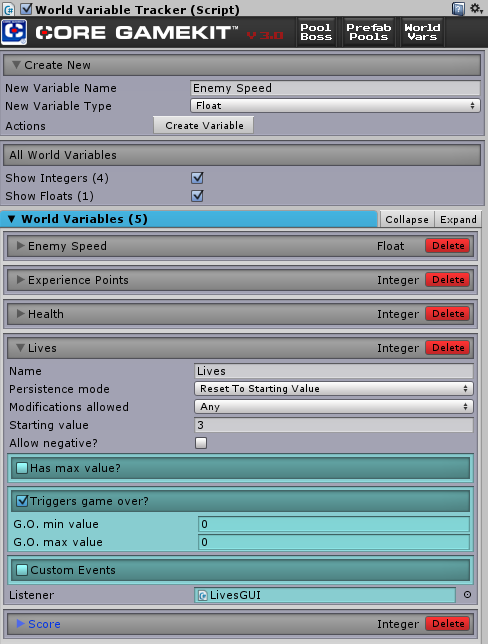 World Variable Tracker (Script)
CORE GAMEKIT™ V 3.0 Pool Boss Prefab Pools World Vars
Create New
New Variable Name Enemy Speed
New Variable Type Float
Actions Create Variable
All World Variables
Show Integers (4)
Show Floats (1)
World Variables (5) Collapse Expand
Enemy Speed Float Delete
Experience Points Integer Delete
Health Integer Delete
Lives Integer Delete
Name Lives
Persistence mode Reset To Starting Value
Modifications allowed Any
Starting value 3
Allow negative?
Has max value?
Triggers game over?
G.O. min value 0
G.O. max value 0
Custom Events
Listener LivesGUI
Score Integer Delete